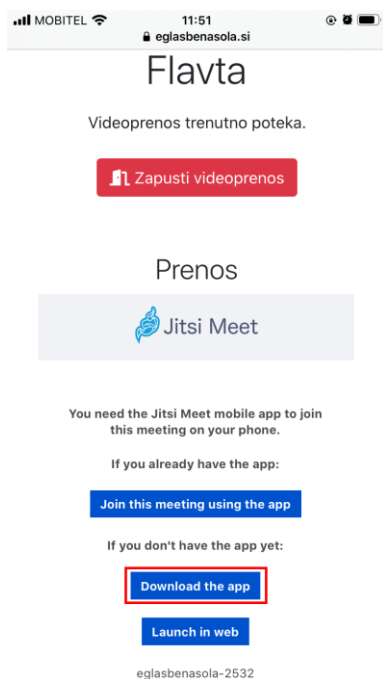 MOBITEL 11:51
eglasbenasola.si
Flavta
Videoprenos trenutno poteka.
Zapusti videoprenos
Prenos
Jitsi Meet
You need the Jitsi Meet mobile app to join
this meeting on your phone.
If you already have the app:
Join this meeting using the app
If you don't have the app yet:
Download the app
Launch in web
eglasbenasola-2532